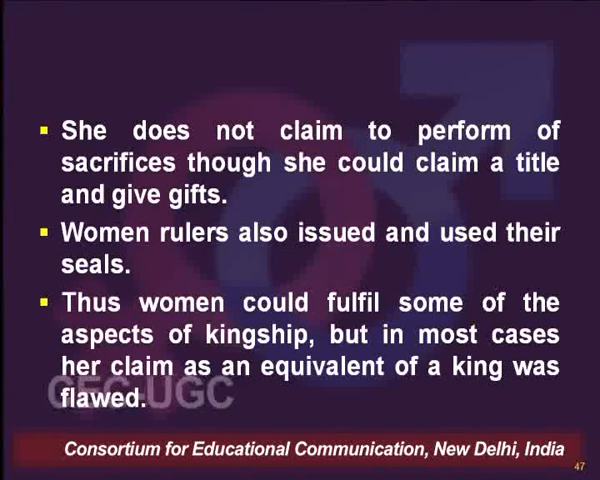 She does not claim to perform of
sacrifices though she could claim a title
and give gifts.
Women rulers also issued and used their
seals.
Thus women could fulfil some of the
aspects of kingship, but in most cases
her claim as an equivalent of a king was
flawed.
CEC-UGC
Consortium for Educational Communication, New Delhi, India
47